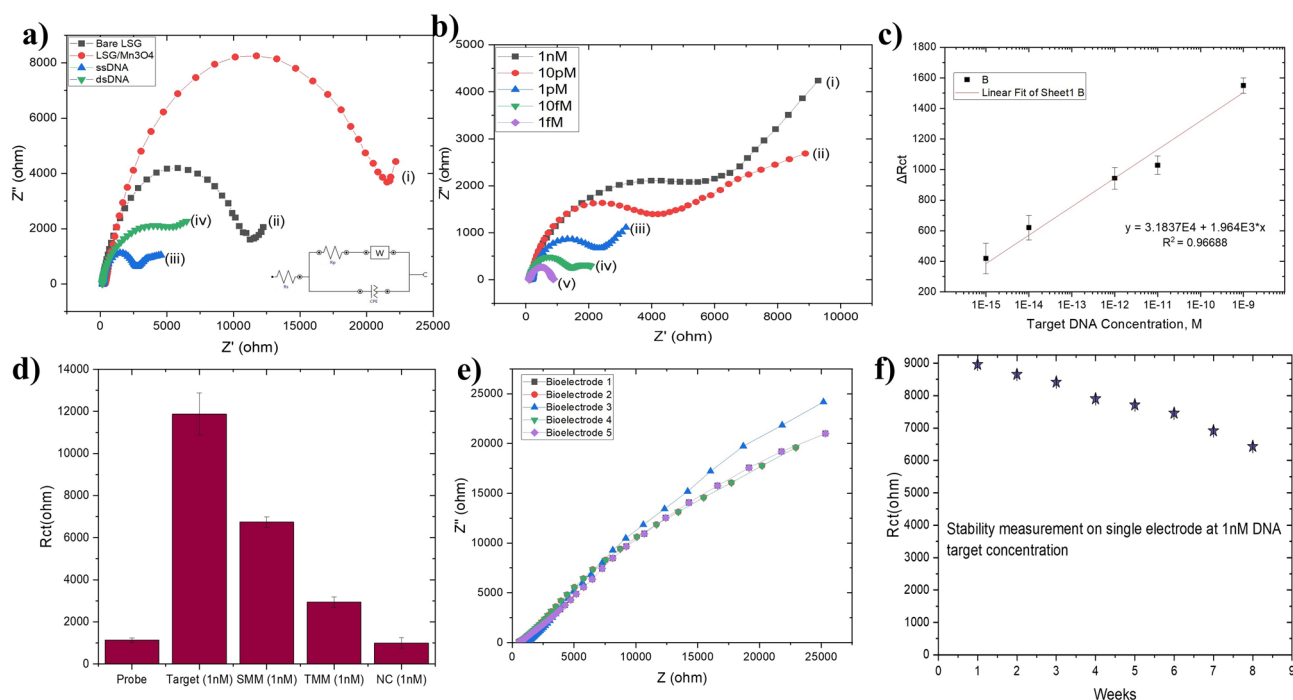 a)
Bare LSG
LSG/Mn3O4
ssDNA
dsDNA
8000
6000
4000
2000
0
Z'' (ohm)
(i)
(ii)
(iii)
(iv)
Rs
Rp
W
CPE
C
0 5000 10000 15000 20000 25000
Z' (ohm)
b)
1nM
10pM
1pM
10fM
1fM
5000
4000
3000
2000
1000
0
Z'' (ohm)
(i)
(ii)
(iii)
(iv)
(v)
0 2000 4000 6000 8000 10000
Z' (ohm)
c)
B
Linear Fit of Sheet1 B
1800
1600
1400
1200
1000
800
600
400
200
ΔRct
y = 3.1837E4 + 1.964E3*x
R² = 0.96688
1E-15 1E-14 1E-13 1E-12 1E-11 1E-10 1E-9
Target DNA Concentration, M
d)
14000
12000
10000
8000
6000
4000
2000
0
Rct(ohm)
Probe Target (1nM) SMM (1nM) TMM (1nM) NC (1nM)
e)
Bioelectrode 1
Bioelectrode 2
Bioelectrode 3
Bioelectrode 4
Bioelectrode 5
25000
20000
15000
10000
5000
0
Z'' (ohm)
0 5000 10000 15000 20000 25000
Z (ohm)
f)
9000
8000
7000
6000
5000
4000
3000
2000
1000
0
Rct(ohm)
Stability measurement on single electrode at 1nM DNA
target concentration
0 1 2 3 4 5 6 7 8 9
Weeks